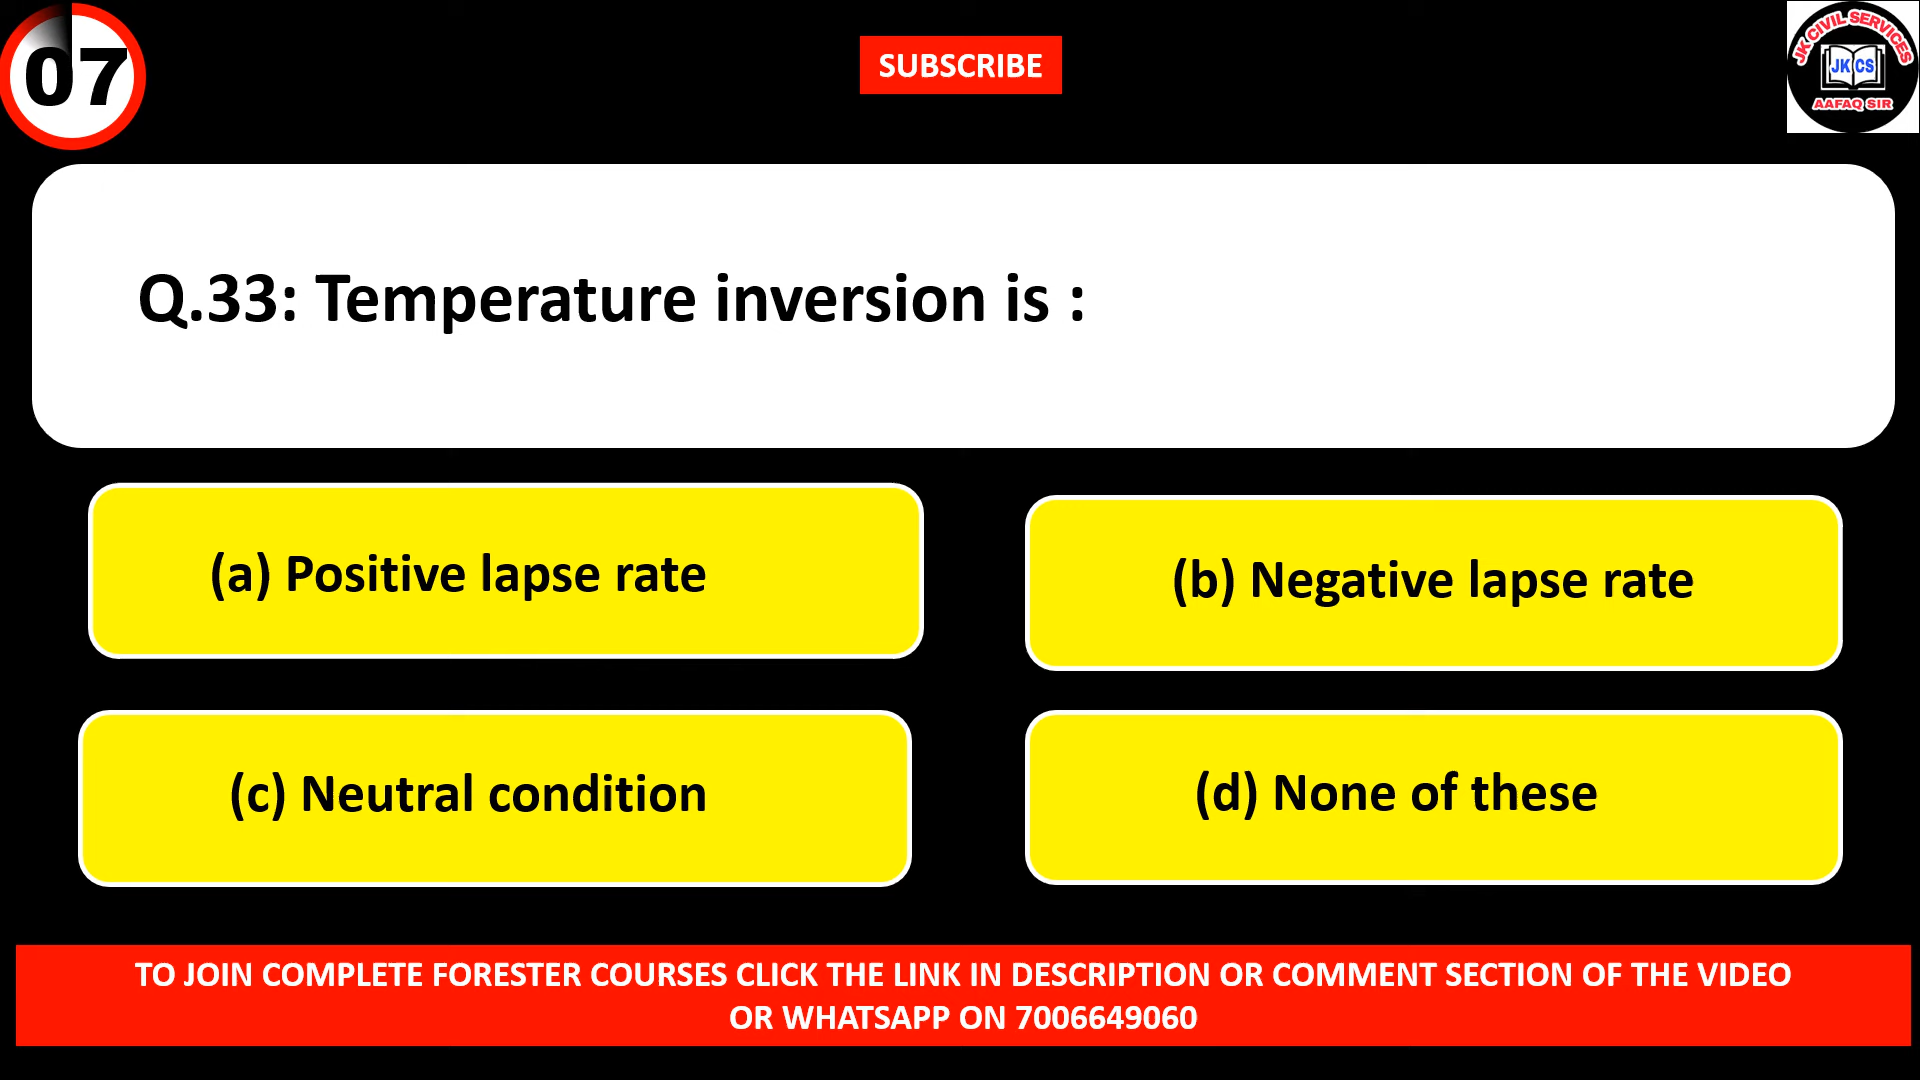 07
SUBSCRIBE
JK CIVIL SERVICES
JK CS
AAFAQ SIR
Q.33: Temperature inversion is :
(a) Positive lapse rate
(b) Negative lapse rate
(c) Neutral condition
(d) None of these
TO JOIN COMPLETE FORESTER COURSES CLICK THE LINK IN DESCRIPTION OR COMMENT SECTION OF THE VIDEO
OR WHATSAPP ON 7006649060